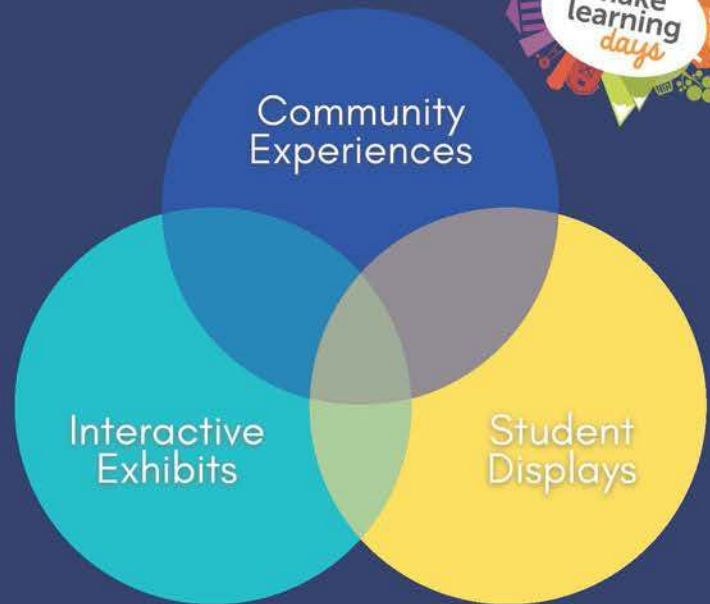 learning
days
Community
Experiences
Interactive
Exhibits
Student
Displays